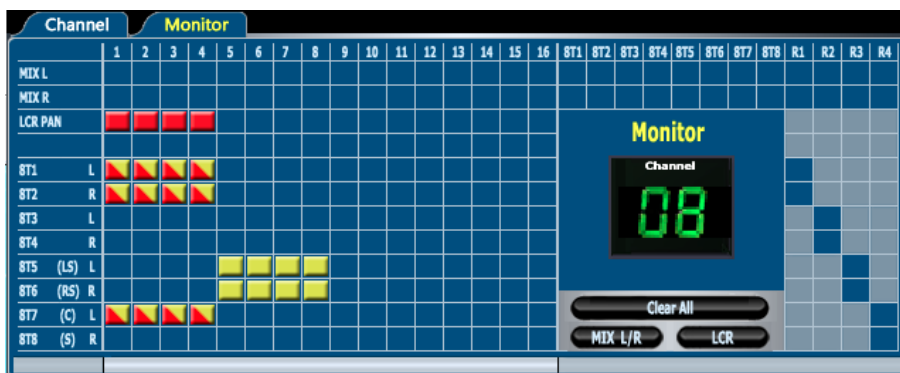 Channel Monitor
1 2 3 4 5 6 7 8 9 10 11 12 13 14 15 16 8T1 8T2 8T3 8T4 8T5 8T6 8T7 8T8 R1 R2 R3 R4
MIX L
MIX R
LCR PAN
Monitor
8T1 L
Channel
8T2 R
08
8T3 L
8T4 R
8T5 (LS) L
8T6 (RS) R
8T7 (C) L
Clear All
8T8 (S) R
MIX L/R LCR